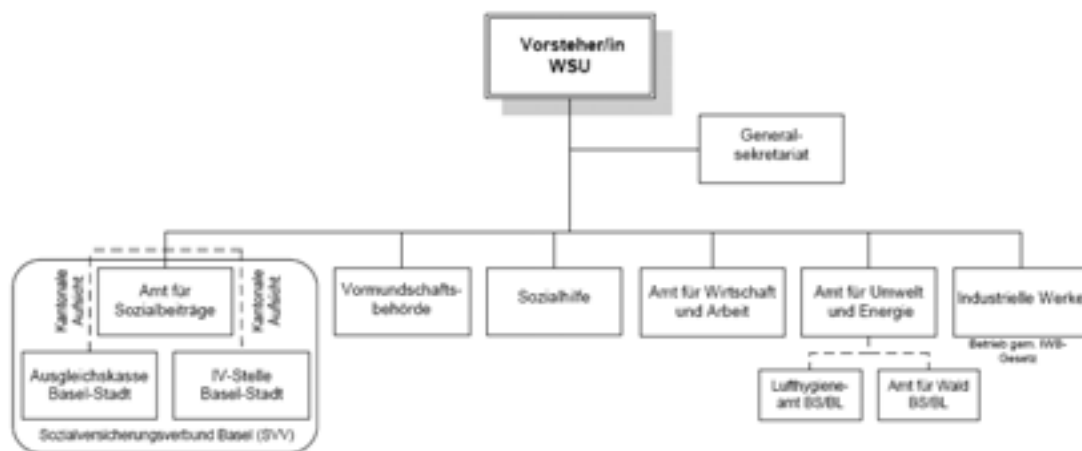 Vorsteher/in
WSU
General-
sekretariat
Kantonale
Aufsicht
Amt für
Sozialbeiträge
Kantonale
Aufsicht
Vormundschafts-
behörde
Sozialhilfe
Amt für Wirtschaft
und Arbeit
Amt für Umwelt
und Energie
Industrielle Werke
Betrieb gem. IWB-
Gesetz
Ausgleichskasse
Basel-Stadt
IV-Stelle
Basel-Stadt
Lufthygiene-
amt BS/BL
Amt für Wald
BS/BL
Sozialversicherungsverbund Basel (SVV)